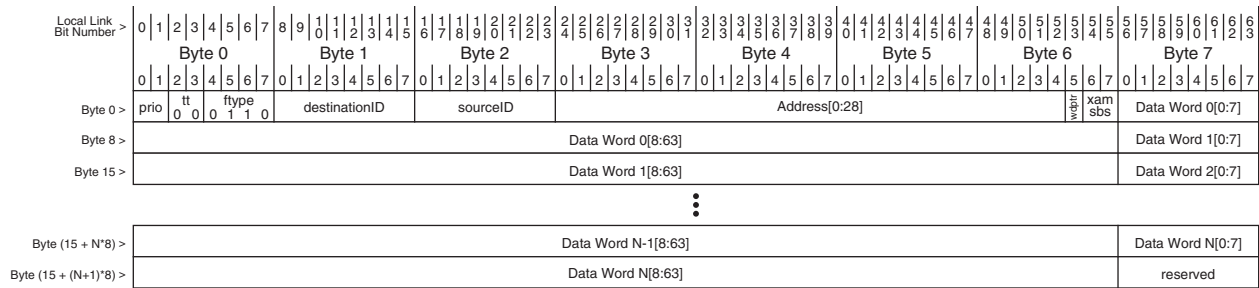 Local Link
Bit Number > 0 1 2 3 4 5 6 7 8 9 10 11 12 13 14 15 16 17 18 19 20 21 22 23 24 25 26 27 28 29 30 31 32 33 34 35 36 37 38 39 40 41 42 43 44 45 46 47 48 49 50 51 52 53 54 55 56 57 58 59 60 61 62 63
Byte 0 Byte 1 Byte 2 Byte 3 Byte 4 Byte 5 Byte 6 Byte 7
0 1 2 3 4 5 6 7 0 1 2 3 4 5 6 7 0 1 2 3 4 5 6 7 0 1 2 3 4 5 6 7 0 1 2 3 4 5 6 7 0 1 2 3 4 5 6 7 0 1 2 3 4 5 6 7 0 1 2 3 4 5 6 7
Byte 0 > prio tt 0 0 ftype 0 1 1 0 destinationID sourceID Address[0:28] wdptr xam sbs Data Word 0[0:7]
Byte 8 > Data Word 0[8:63] Data Word 1[0:7]
Byte 15 > Data Word 1[8:63] Data Word 2[0:7]
Byte (15 + N*8) > Data Word N-1[8:63] Data Word N[0:7]
Byte (15 + (N+1)*8) > Data Word N[8:63] reserved